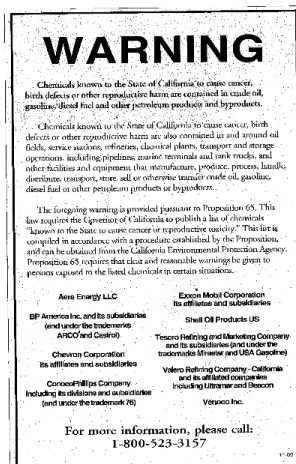 WARNING
Chemicals known to the State of California to cause cancer,
birth defects or other reproductive harm are contained in crude oil,
gasoline, diesel fuel and other petroleum products and byproducts.
Chemicals known to the State of California to cause cancer, birth
defects or other reproductive harm are also contained in and around oil
fields, service stations, refineries, chemical plants, transport and storage
operations, including pipelines, marine terminals and tank trucks, and
other facilities and equipment that manufacture, produce, process, handle,
distribute, transport, store, sell or otherwise transfer crude oil, gasoline,
diesel fuel or other petroleum products or byproducts.
The foregoing warning is provided pursuant to Proposition 65. This
law requires the Governor of California to publish a list of chemicals
"known to the State to cause cancer or reproductive toxicity." This list is
compiled in accordance with a procedure established by the Proposition,
and can be obtained from the California Environmental Protection Agency.
Proposition 65 requires that clear and reasonable warnings be given to
persons exposed to the listed chemicals in certain situations.
Aera Energy LLC
BP America Inc. and its subsidiaries
(and under the trademarks
ARCO and Castrol)
Chevron Corporation
its affiliates and subsidiaries
ConocoPhillips Company
Including its divisions and subsidiaries
(and under the trademark 76)
Exxon Mobil Corporation
Its affiliates and subsidiaries
Shell Oil Products US
Tesoro Refining and Marketing Company
and its subsidiaries (and under the
trademarks Mirastar and USA Gasoline)
Valero Refining Company - California
and its affiliated companies
including Ultramar and Beacon
Venoco Inc.
For more information, please call:
1-800-523-3157
11-09